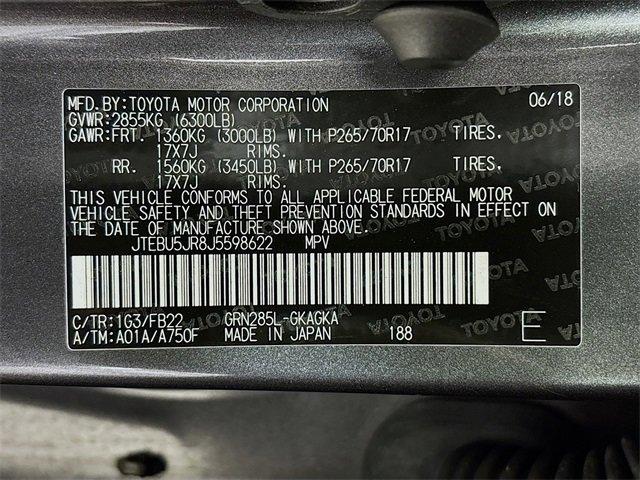 MFD.BY:TOYOTA MOTOR CORPORATION 06/18
GVWR:2855KG (6300LB)
GAWR:FRT. 1360KG (3000LB) WITH P265/70R17 TIRES.
17X7J RIMS.
RR. 1560KG (3450LB) WITH P265/70R17 TIRES.
17X7J RIMS.
THIS VEHICLE CONFORMS TO ALL APPLICABLE FEDERAL MOTOR
VEHICLE SAFETY AND THEFT PREVENTION STANDARDS IN EFFECT ON
THE DATE OF MANUFACTURE SHOWN ABOVE.
JTEBU5JR8J5598622 MPV
C/TR:1G3/FB22 GRN285L-GKAGKA
A/TM:A01A/A750F MADE IN JAPAN 188 E
TOYOTA